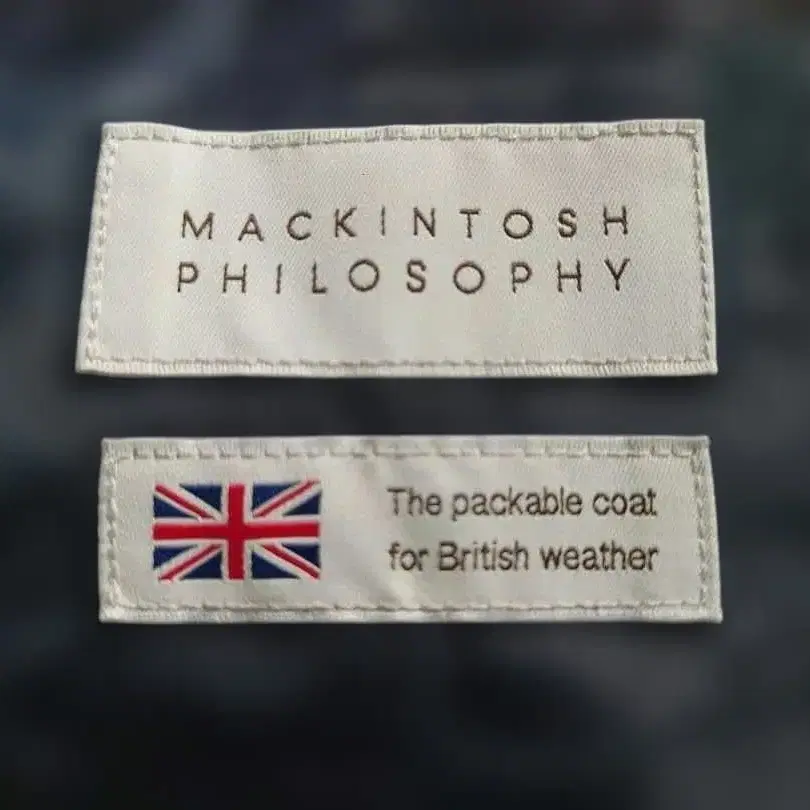 MACKINTOSH
PHILOSOPHY
The packable coat
for British weather